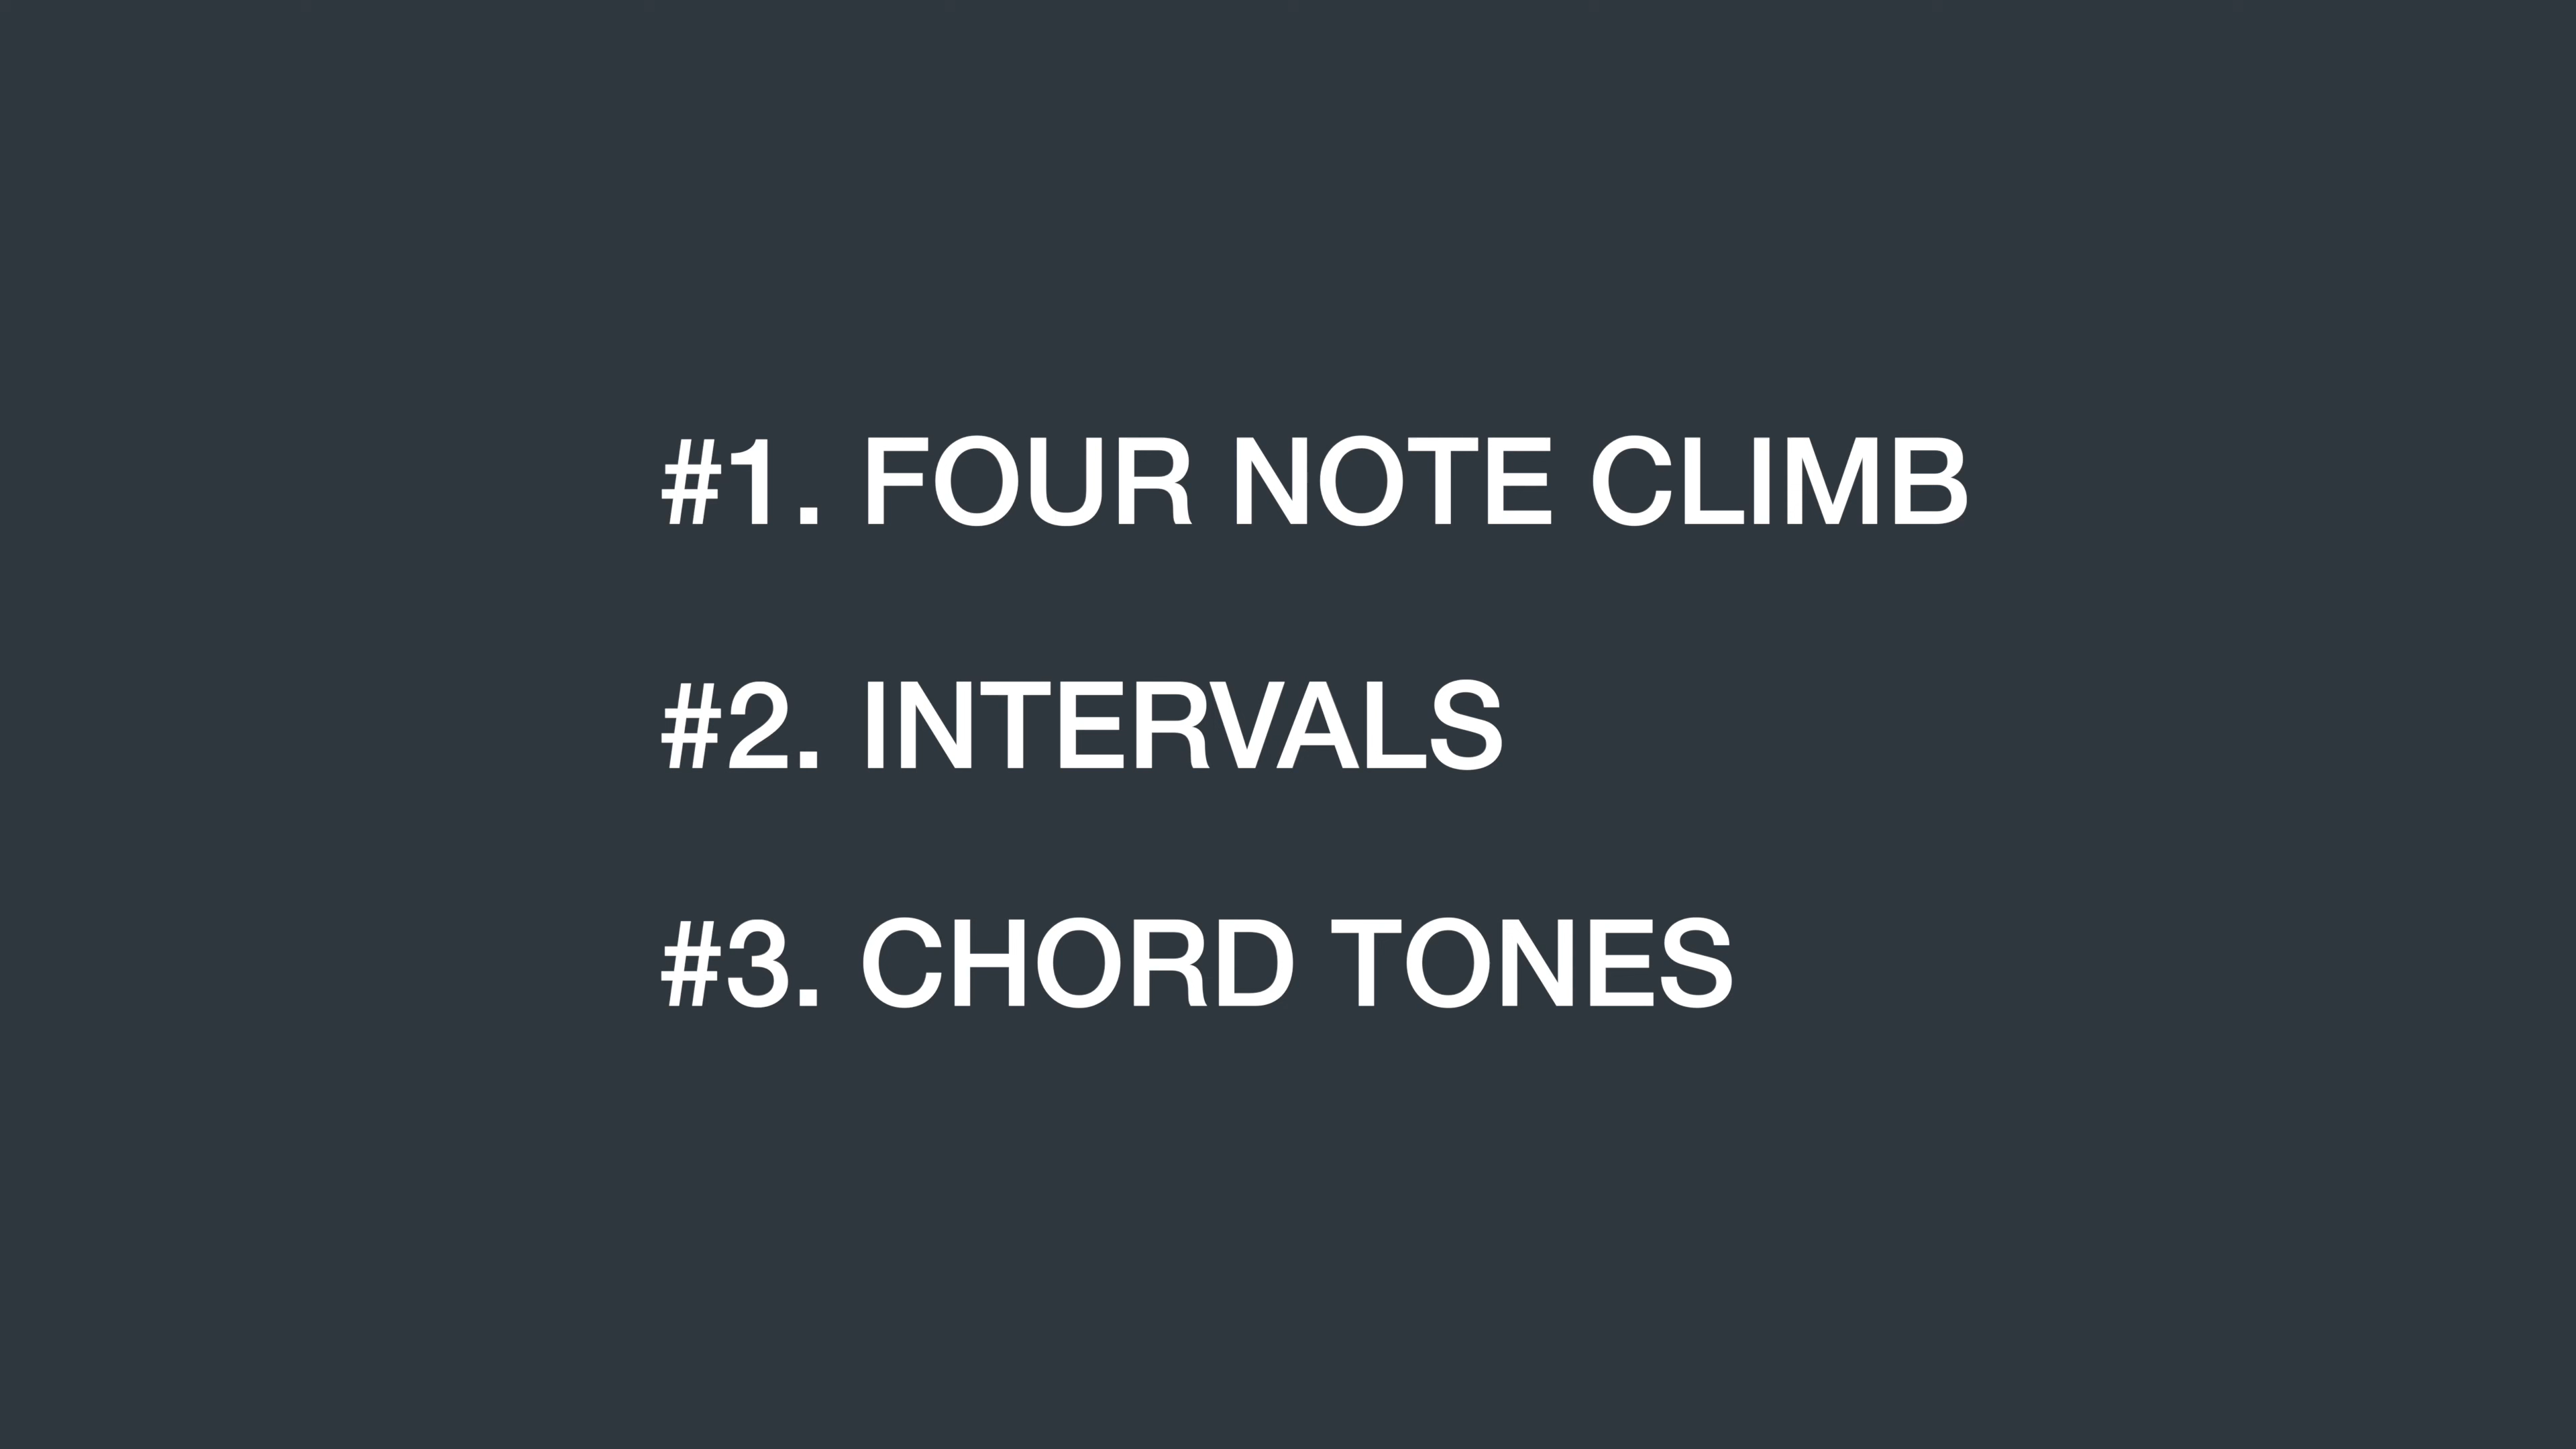 #1. FOUR NOTE CLIMB
#2. INTERVALS
#3. CHORD TONES